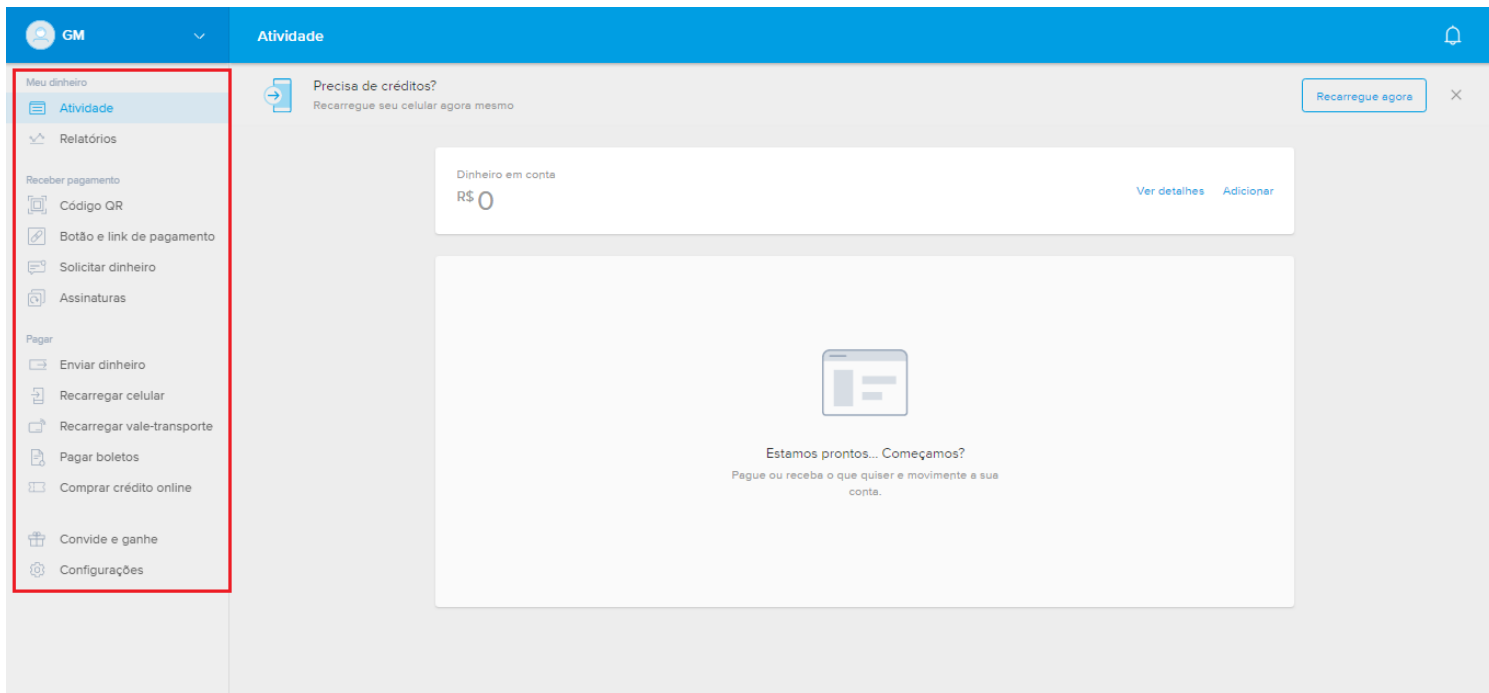 GM
Atividade
Meu dinheiro
Atividade
Relatórios
Receber pagamento
Código QR
Botão e link de pagamento
Solicitar dinheiro
Assinaturas
Pagar
Enviar dinheiro
Recarregar celular
Recarregar vale-transporte
Pagar boletos
Comprar crédito online
Convide e ganhe
Configurações
Precisa de créditos?
Recarregue seu celular agora mesmo
Recarregue agora
Dinheiro em conta
R$ 0
Ver detalhes Adicionar
Estamos prontos... Começamos?
Pague ou receba o que quiser e movimente a sua
conta.